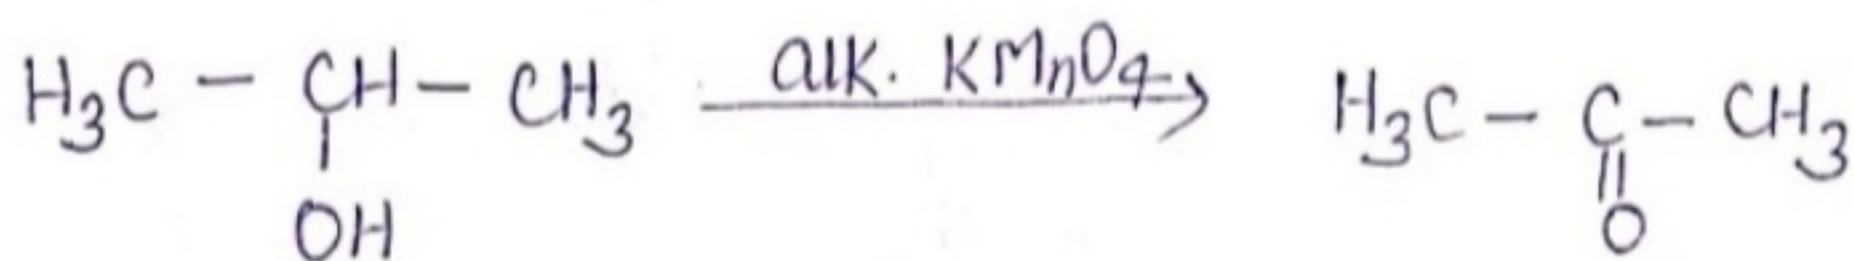 H₃C – CH – CH₃ alk. KMnO₄ → H₃C – C – CH₃
OH O